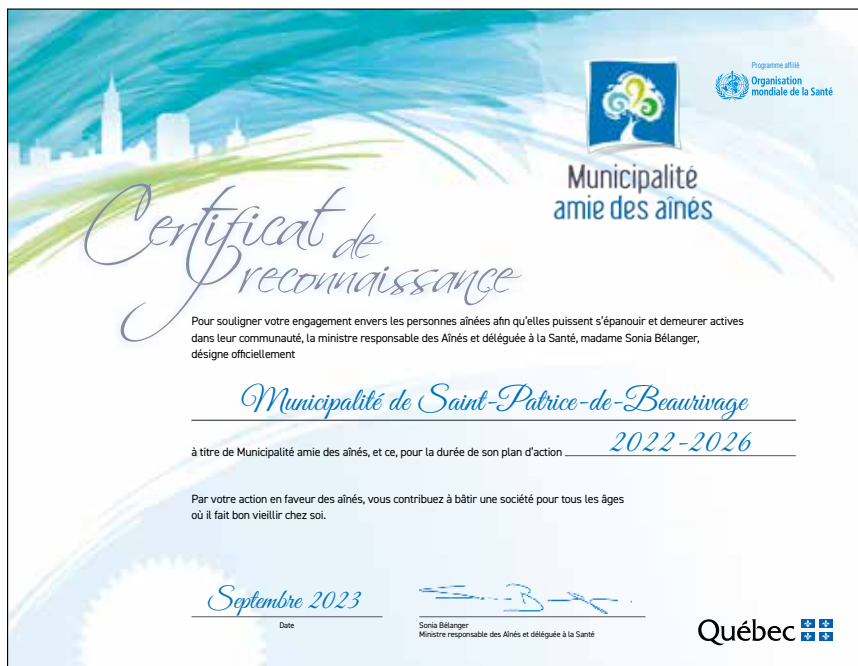 Programme affilié
Organisation
mondiale de la Santé
Municipalité
amie des aînés
Certificat de
reconnaissance
Pour souligner votre engagement envers les personnes aînées afin qu'elles puissent s'épanouir et demeurer actives
dans leur communauté, la ministre responsable des Aînés et déléguée à la Santé, madame Sonia Bélanger,
désigne officiellement
Municipalité de Saint-Patrice-de-Beaurivage
à titre de Municipalité amie des aînés, et ce, pour la durée de son plan d'action 2022-2026
Par votre action en faveur des aînés, vous contribuez à bâtir une société pour tous les âges
où il fait bon vieillir chez soi.
Septembre 2023
Date
Sonia Bélanger
Ministre responsable des Aînés et déléguée à la Santé
Québec